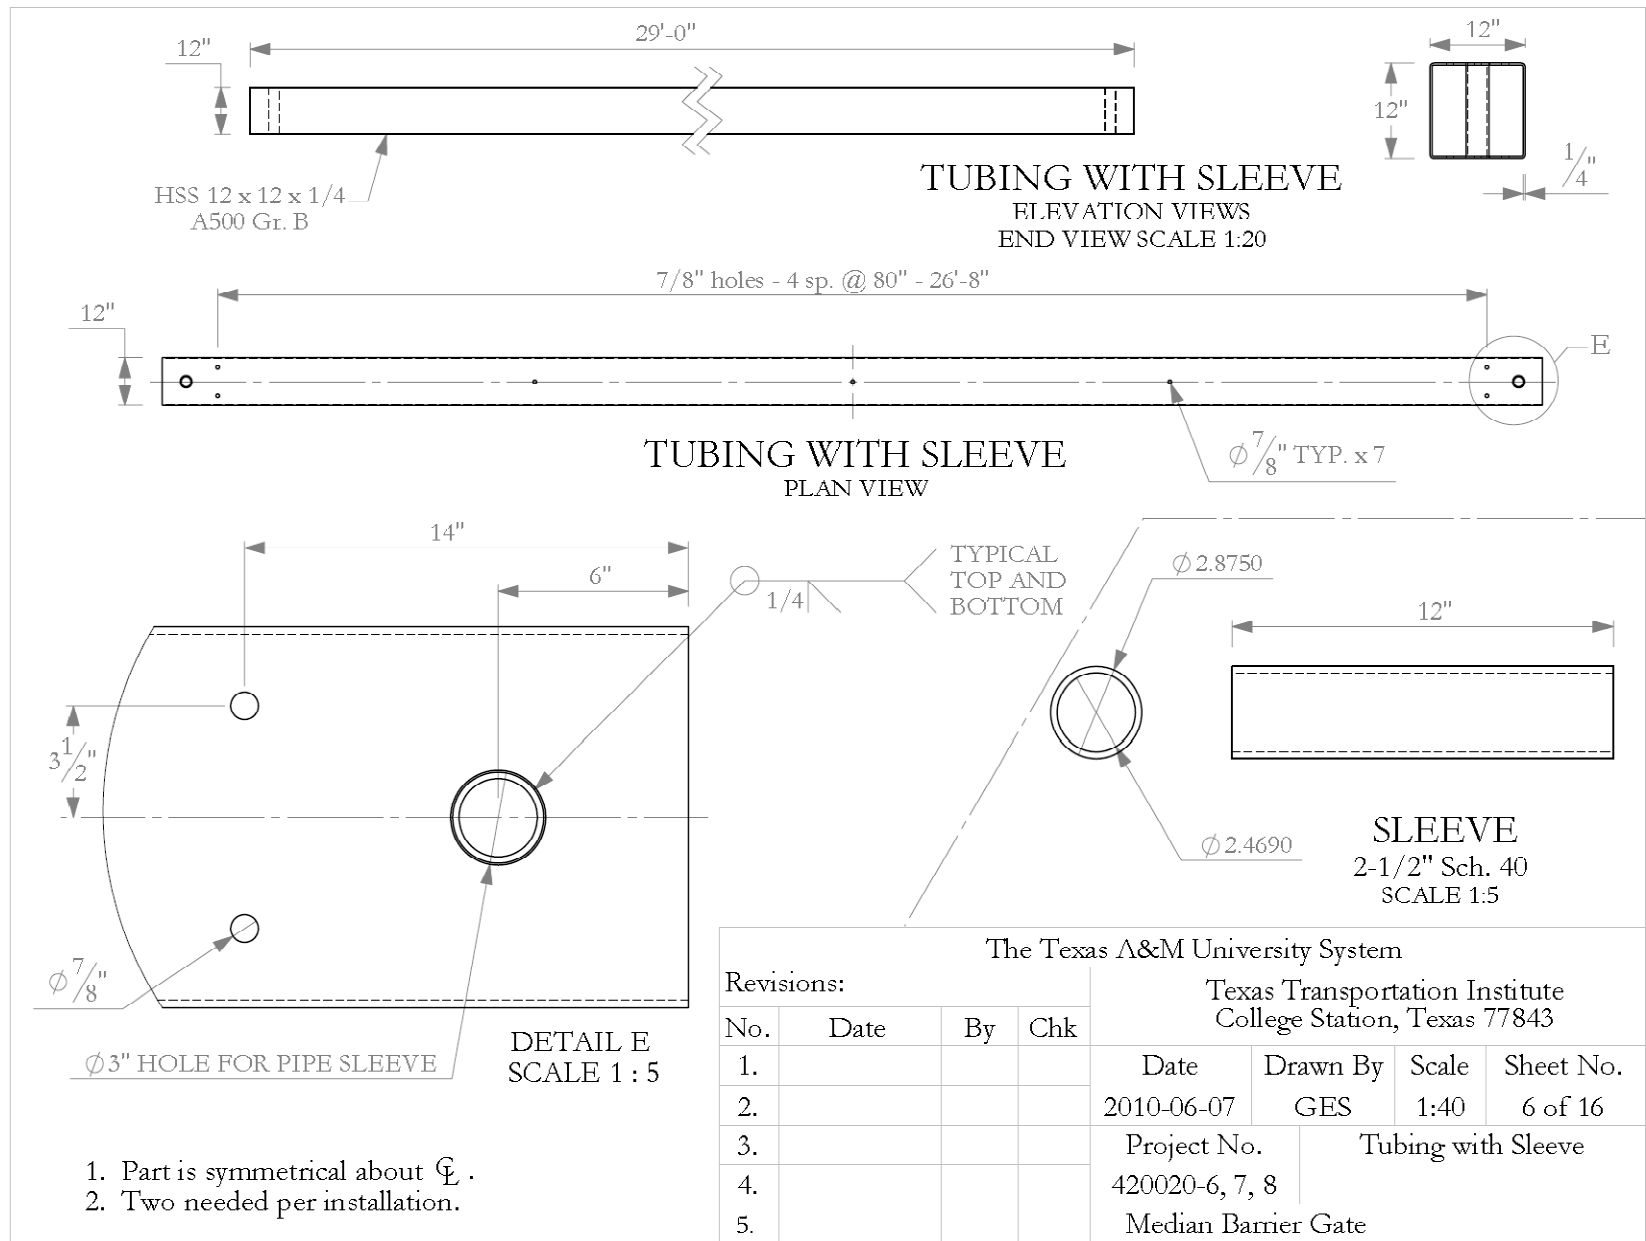 29'-0"
12"
12"
12"
1/4"
HSS 12 x 12 x 1/4
A500 Gr. B
TUBING WITH SLEEVE
ELEVATION VIEWS
END VIEW SCALE 1:20
7/8" holes - 4 sp. @ 80" - 26'-8"
12"
E
TUBING WITH SLEEVE
PLAN VIEW
Ø 7/8" TYP. x 7
14"
6"
1/4
TYPICAL
TOP AND
BOTTOM
3 1/2"
Ø 7/8"
Ø 3" HOLE FOR PIPE SLEEVE
DETAIL E
SCALE 1 : 5
Ø 2.8750
12"
Ø 2.4690
SLEEVE
2-1/2" Sch. 40
SCALE 1:5
1. Part is symmetrical about ℄ .
2. Two needed per installation.
The Texas A&M University System
Revisions:
No. Date By Chk
1.
2.
3.
4.
5.
Texas Transportation Institute
College Station, Texas 77843
Date Drawn By Scale Sheet No.
2010-06-07 GES 1:40 6 of 16
Project No. Tubing with Sleeve
420020-6, 7, 8
Median Barrier Gate